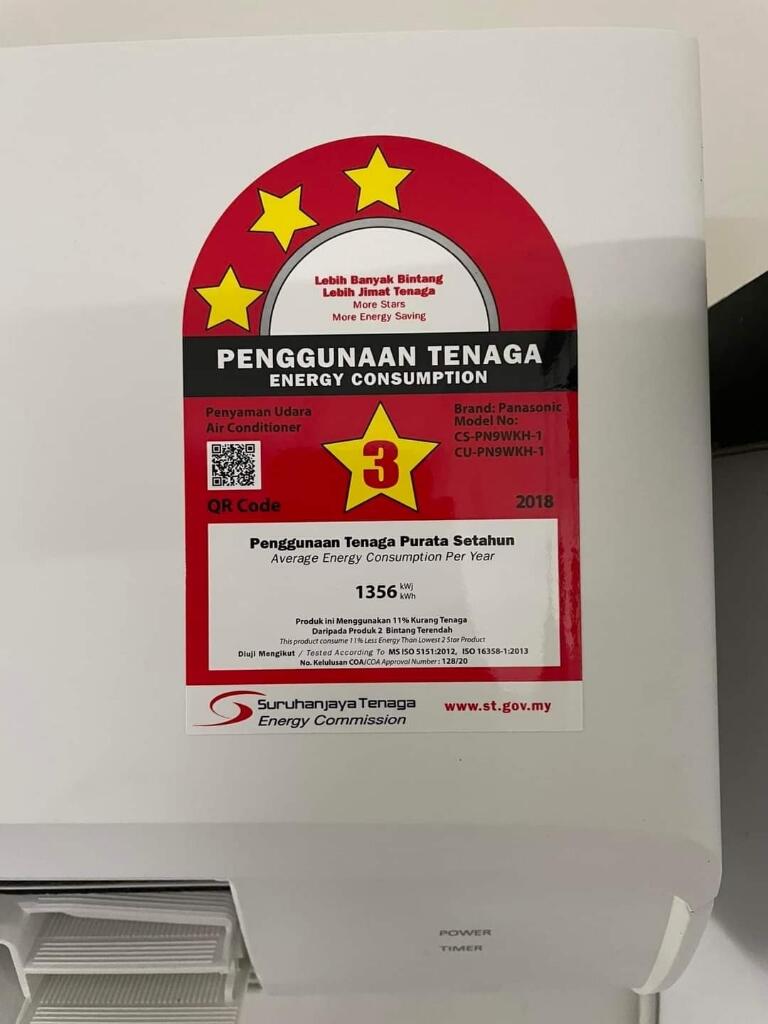 Lebih Banyak Bintang
Lebih Jimat Tenaga
More Stars
More Energy Saving
PENGGUNAAN TENAGA
ENERGY CONSUMPTION
Penyaman Udara
Air Conditioner
QR Code
3
Brand: Panasonic
Model No:
CS-PN9WKH-1
CU-PN9WKH-1
2018
Penggunaan Tenaga Purata Setahun
Average Energy Consumption Per Year
1356 kWj
kWh
Produk ini Menggunakan 11% Kurang Tenaga
Daripada Produk 2 Bintang Terendah
This product consume 11% Less Energy Than Lowest 2 Star Product
Diuji Mengikut / Tested According To MS ISO 5151:2012, ISO 16358-1:2013
No. Kelulusan COA/COA Approval Number : 128/20
Suruhanjaya Tenaga
Energy Commission
www.st.gov.my
POWER
TIMER